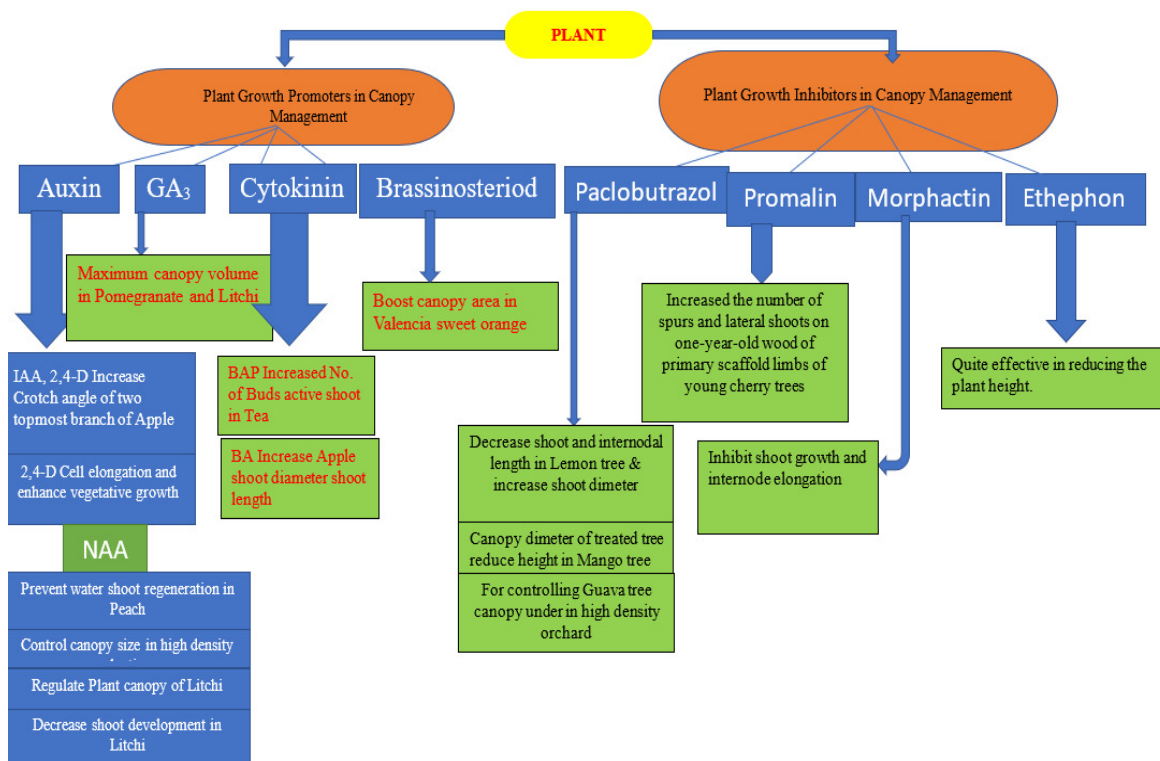 PLANT
Plant Growth Promoters in Canopy
Management
Plant Growth Inhibitors in Canopy Management
Auxin
GA₃
Cytokinin
Brassinosteriod
Paclobutrazol
Promalin
Morphactin
Ethephon
Maximum canopy volume
in Pomegranate and Litchi
Boost canopy area in
Valencia sweet orange
Increased the number of
spurs and lateral shoots on
one-year-old wood of
primary scaffold limbs of
young cherry trees
Quite effective in reducing the
plant height.
IAA, 2,4-D Increase
Crotch angle of two
topmost branch of Apple
2,4-D Cell elongation and
enhance vegetative growth
BAP Increased No.
of Buds active shoot
in Tea
BA Increase Apple
shoot diameter shoot
length
Decrease shoot and internodal
length in Lemon tree &
increase shoot dimeter
Canopy dimeter of treated tree
reduce height in Mango tree
For controlling Guava tree
canopy under in high density
orchard
Inhibit shoot growth and
internode elongation
NAA
Prevent water shoot regeneration in
Peach
Control canopy size in high density
Regulate Plant canopy of Litchi
Decrease shoot development in
Litchi